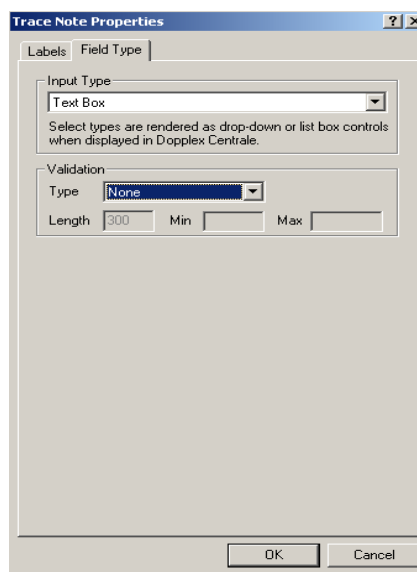 Trace Note Properties
Labels Field Type
Input Type
Text Box
Select types are rendered as drop-down or list box controls
when displayed in Dopplex Centrale.
Validation
Type None
Length 300 Min Max
OK Cancel